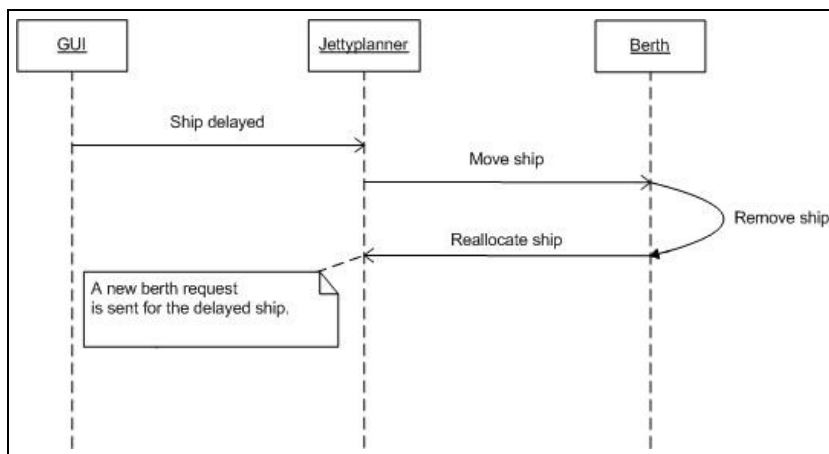 GUI
Jettyplanner
Berth
Ship delayed
Move ship
Remove ship
Reallocate ship
A new berth request
is sent for the delayed ship.